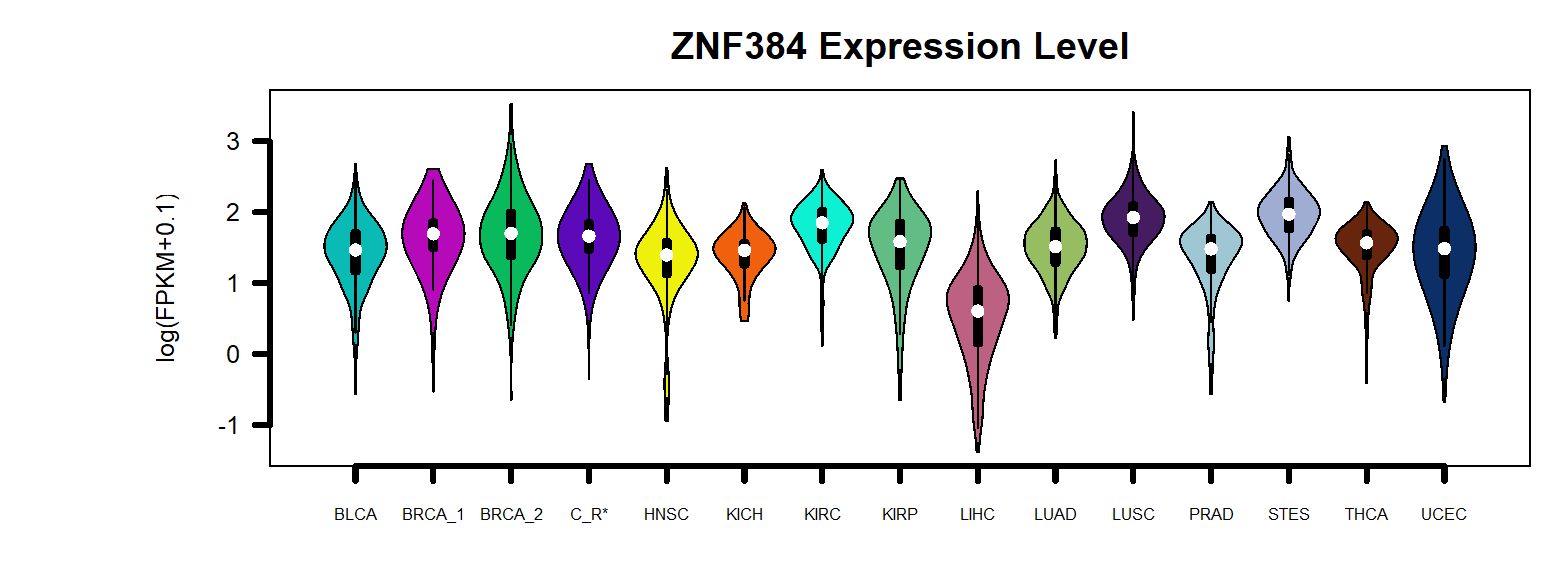 ZNF384 Expression Level
log(FPKM+0.1)
3
2
1
0
-1
BLCA BRCA_1 BRCA_2 C_R* HNSC KICH KIRC KIRP LIHC LUAD LUSC PRAD STES THCA UCEC